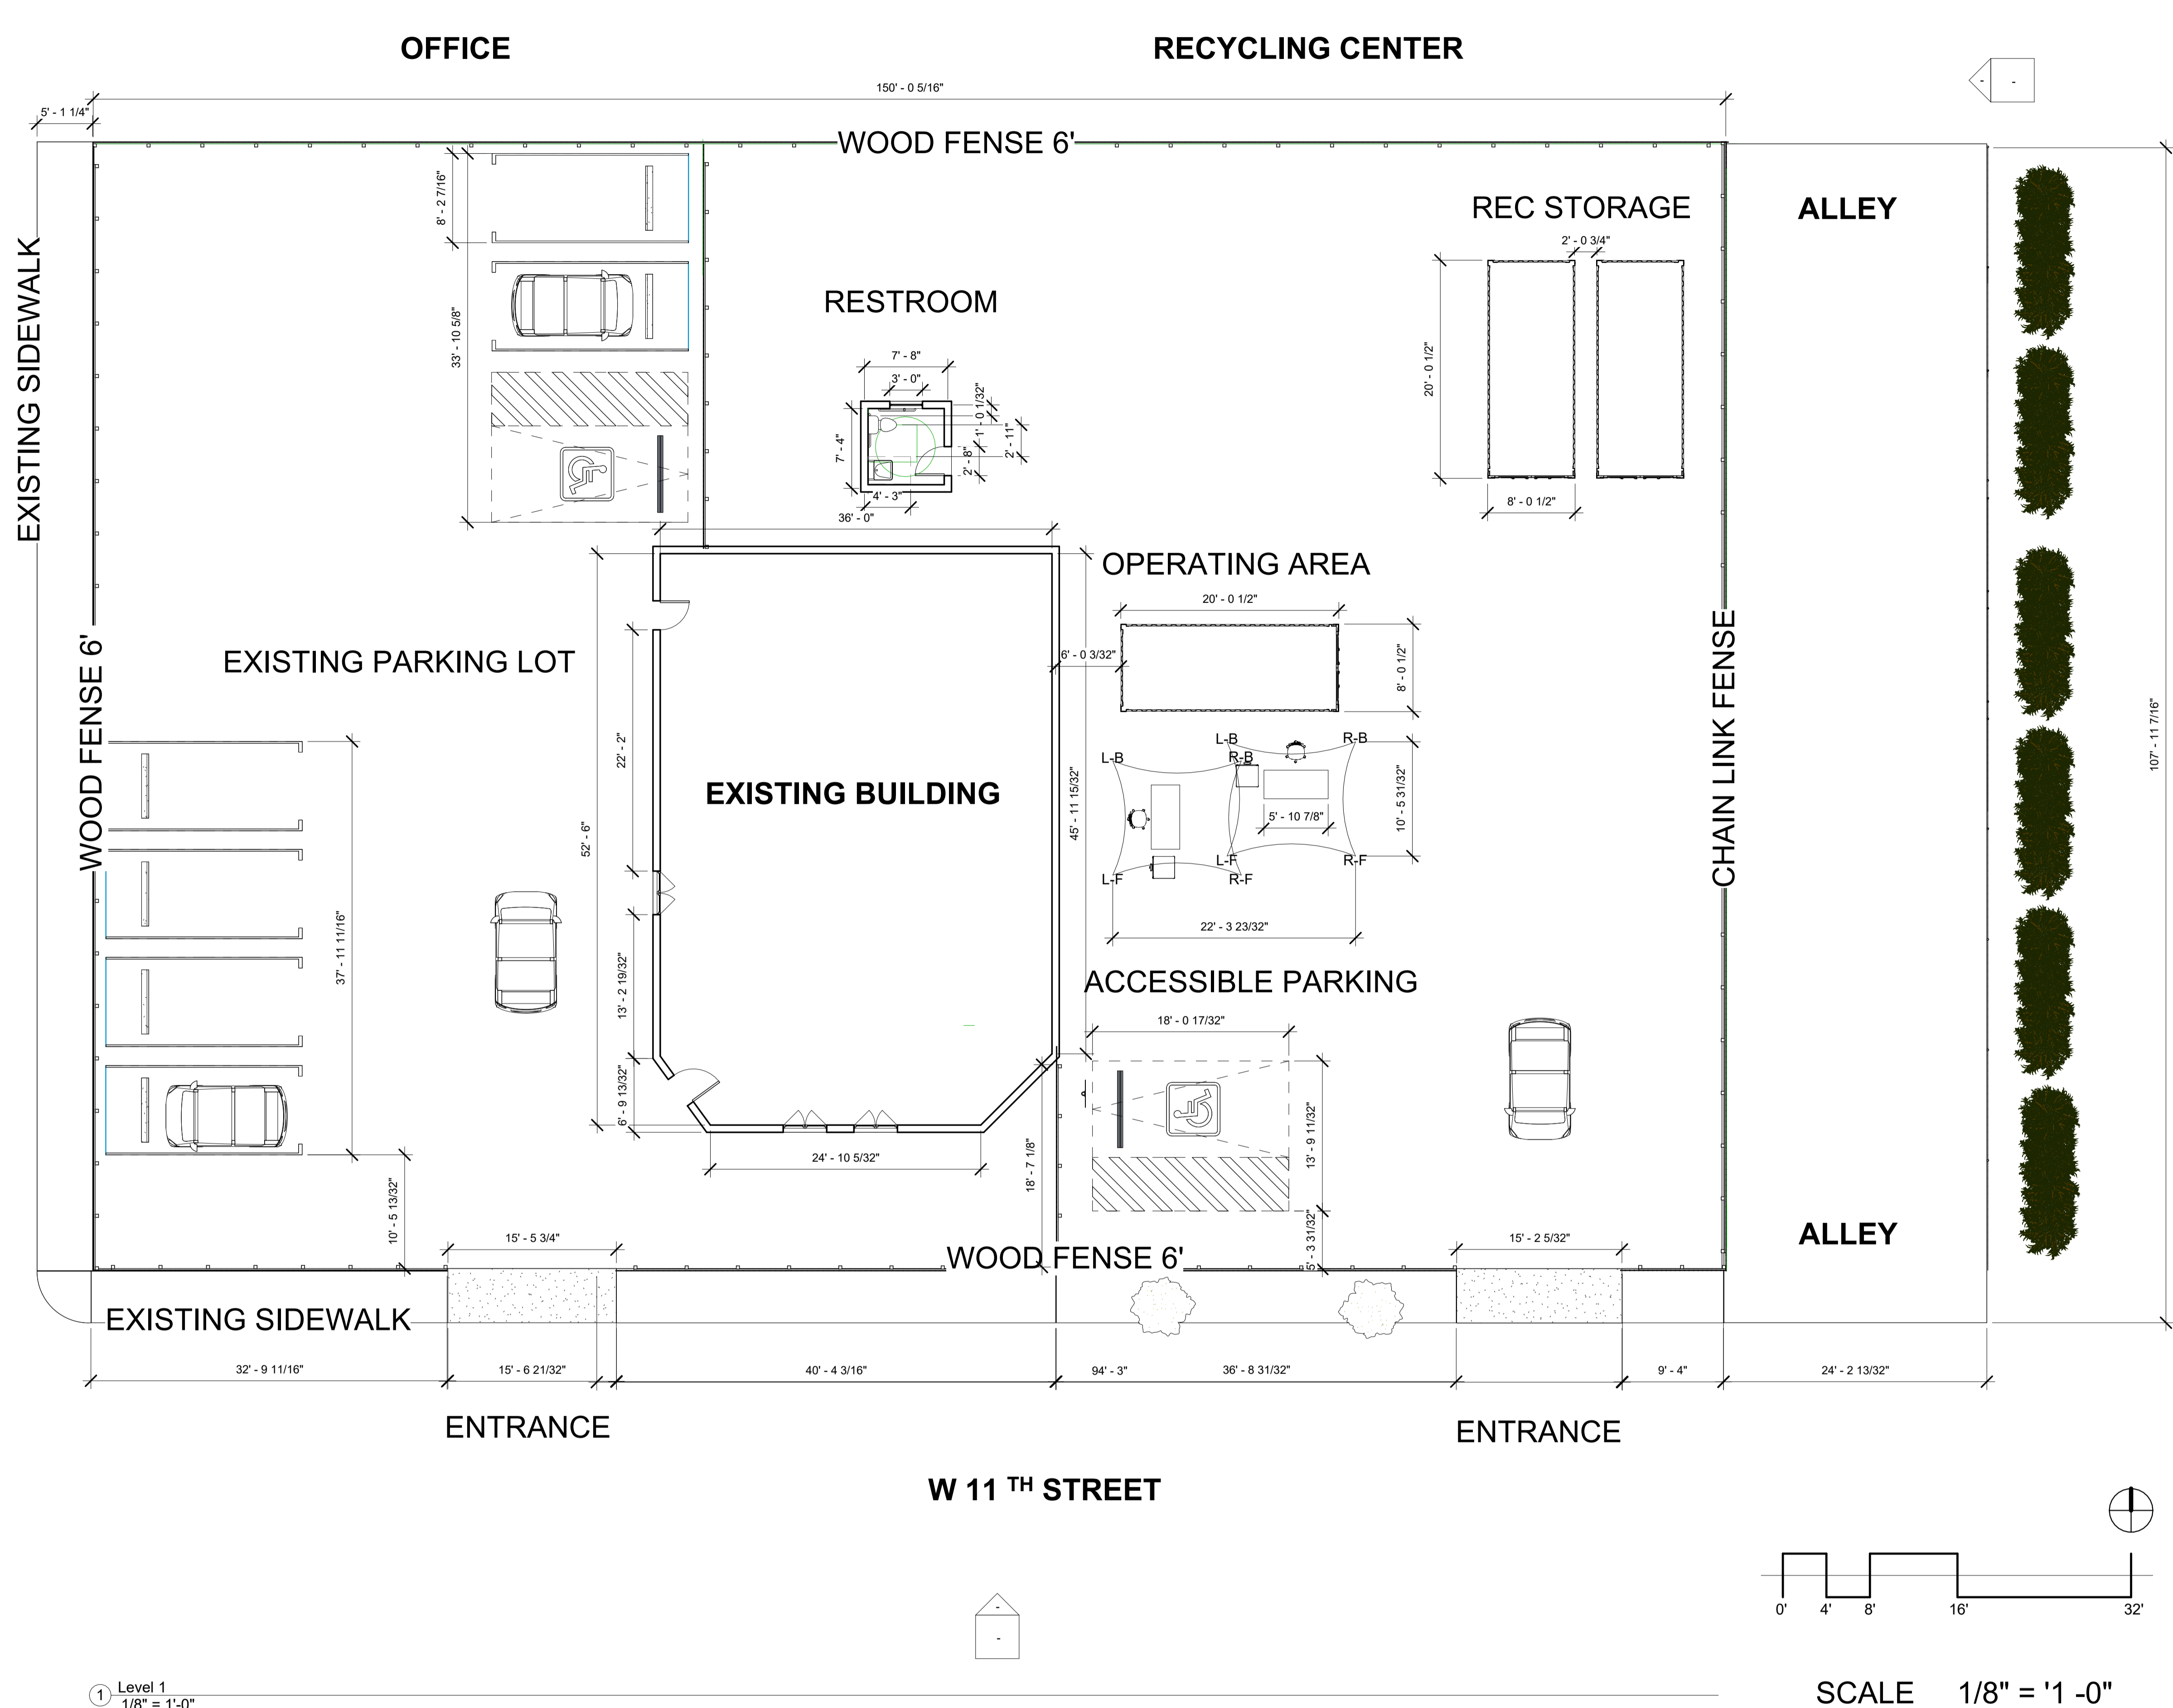 OFFICE
RECYCLING CENTER
150' - 0 5/16"
5' - 1 1/4"
WOOD FENSE 6'
8' - 2 7/16"
33' - 10 5/8"
REC STORAGE
ALLEY
2' - 0 3/4"
20' - 0 1/2"
8' - 0 1/2"
EXISTING SIDEWALK
RESTROOM
7' - 8"
3' - 0"
1' - 0 1/32"
7' - 4"
2' - 11"
2' - 8"
4' - 3"
36' - 0"
OPERATING AREA
20' - 0 1/2"
6' - 0 3/32"
8' - 0 1/2"
EXISTING PARKING LOT
WOOD FENSE 6'
CHAIN LINK FENSE
107' - 11 7/16"
22' - 2"
52' - 6"
EXISTING BUILDING
45' - 11 15/32"
L-B
R-B
L-B
R-B
5' - 10 7/8"
10' - 5 31/32"
L-F
R-F
L-F
R-F
22' - 3 23/32"
37' - 11 11/16"
13' - 2 19/32"
ACCESSIBLE PARKING
18' - 0 17/32"
6' - 9 13/32"
13' - 9 11/32"
24' - 10 5/32"
18' - 7 1/8"
10' - 5 13/32"
5' - 3 31/32"
15' - 5 3/4"
15' - 2 5/32"
WOOD FENSE 6'
ALLEY
EXISTING SIDEWALK
32' - 9 11/16"
15' - 6 21/32"
40' - 4 3/16"
94' - 3"
36' - 8 31/32"
9' - 4"
24' - 2 13/32"
ENTRANCE
ENTRANCE
W 11 TH STREET
0' 4' 8' 16' 32'
1 Level 1
1/8" = 1'-0"
SCALE 1/8" = '1 -0"